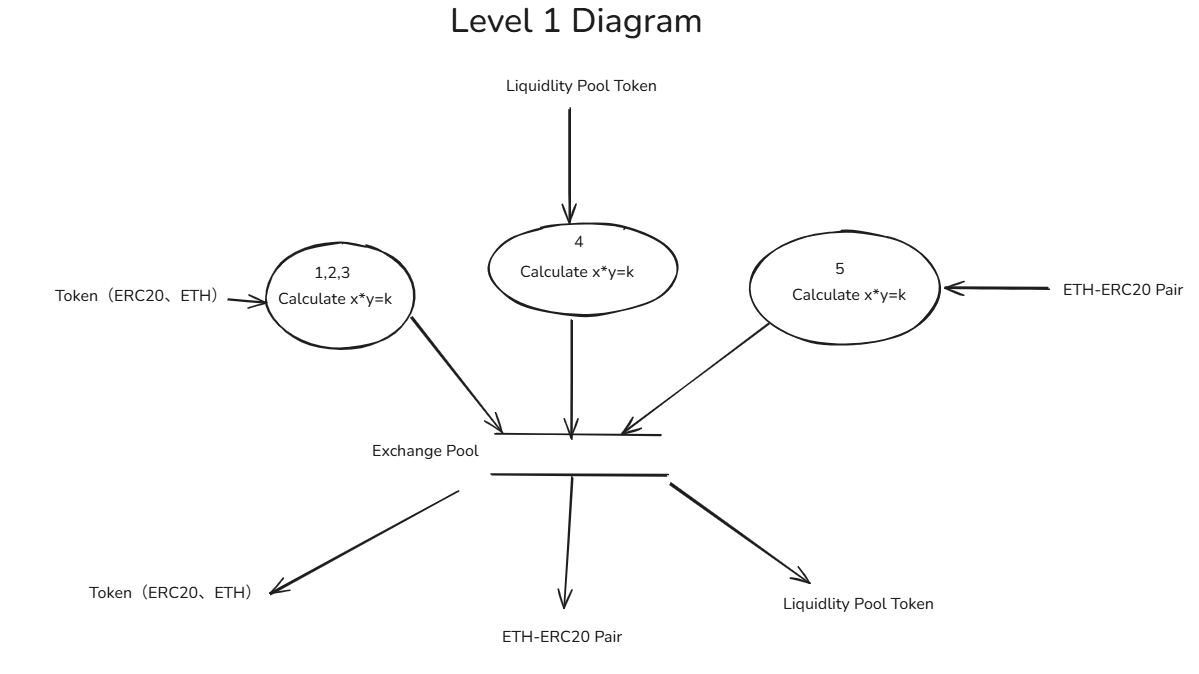 Level 1 Diagram
Liquidlity Pool Token
4
Calculate x*y=k
5
Calculate x*y=k
1,2,3
Calculate x*y=k
Token（ERC20、ETH）
ETH-ERC20 Pair
Exchange Pool
Token（ERC20、ETH）
Liquidlity Pool Token
ETH-ERC20 Pair